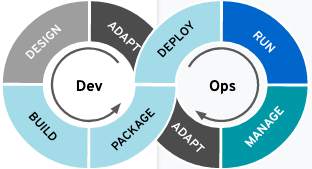 DESIGN
ADAPT
DEPLOY
RUN
Dev
Ops
BUILD
PACKAGE
ADAPT
MANAGE